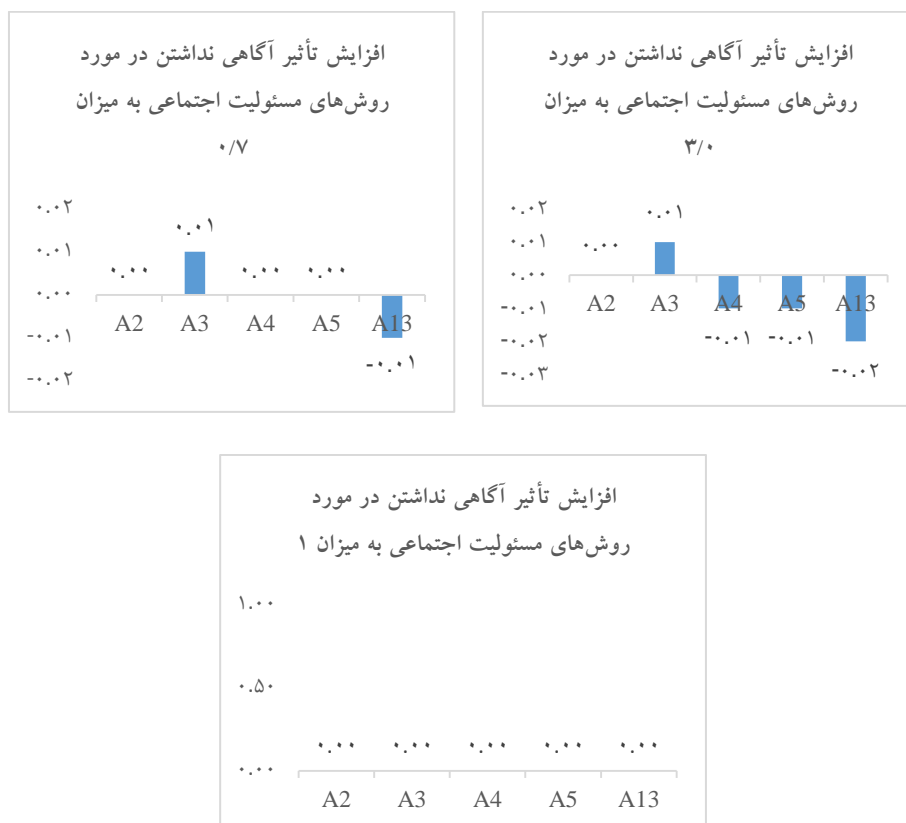 افزایش تأثیر آگاهی نداشتن در مورد
روش‌های مسئولیت اجتماعی به میزان
۳/۰
۰.۰۲
۰.۰۱
۰.۰۰
-۰.۰۱
-۰.۰۲
-۰.۰۳
۰.۰۰
۰.۰۱
-۰.۰۱
-۰.۰۱
-۰.۰۲
A2 A3 A4 A5 A13
افزایش تأثیر آگاهی نداشتن در مورد
روش‌های مسئولیت اجتماعی به میزان
۰/۷
۰.۰۲
۰.۰۱
۰.۰۰
-۰.۰۱
-۰.۰۲
۰.۰۰
۰.۰۱
۰.۰۰
۰.۰۰
-۰.۰۱
A2 A3 A4 A5 A13
افزایش تأثیر آگاهی نداشتن در مورد
روش‌های مسئولیت اجتماعی به میزان ۱
۱.۰۰
۰.۵۰
۰.۰۰
۰.۰۰ ۰.۰۰ ۰.۰۰ ۰.۰۰ ۰.۰۰
A2 A3 A4 A5 A13